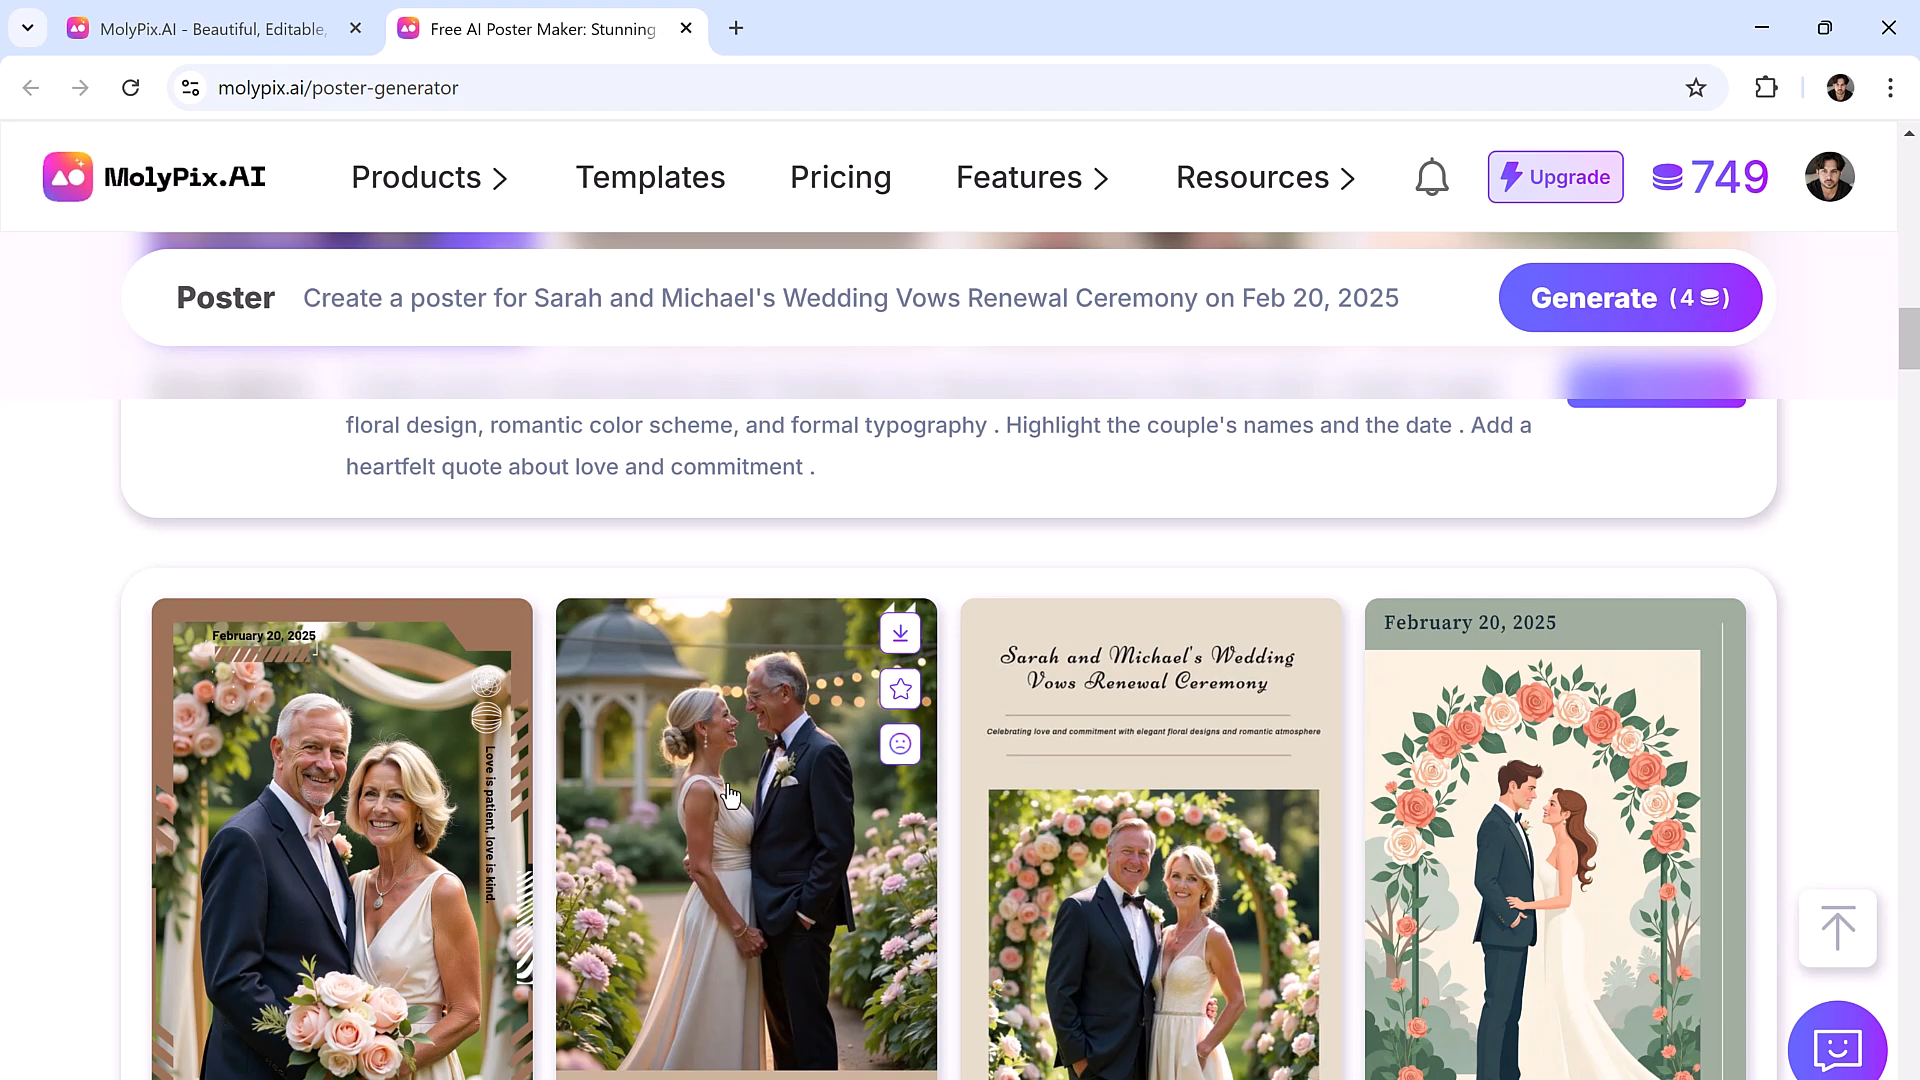 MolyPix.AI - Beautiful, Editable,
Free AI Poster Maker: Stunning
molypix.ai/poster-generator
MolyPix.AI
Products
Templates
Pricing
Features
Resources
Upgrade
749
Poster
Create a poster for Sarah and Michael's Wedding Vows Renewal Ceremony on Feb 20, 2025
Generate (4)
floral design, romantic color scheme, and formal typography . Highlight the couple's names and the date . Add a
heartfelt quote about love and commitment .
February 20, 2025
Love is patient, love is kind.
Sarah and Michael's Wedding
Vows Renewal Ceremony
Celebrating love and commitment with elegant floral designs and romantic atmosphere
February 20, 2025